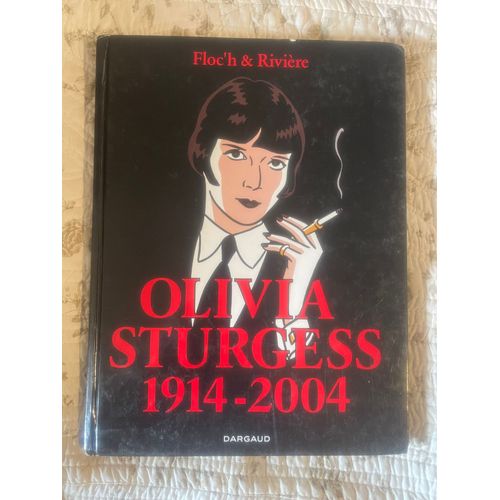 Floc'h & Rivière
OLIVIA
STURGESS
1914-2004
DARGAUD